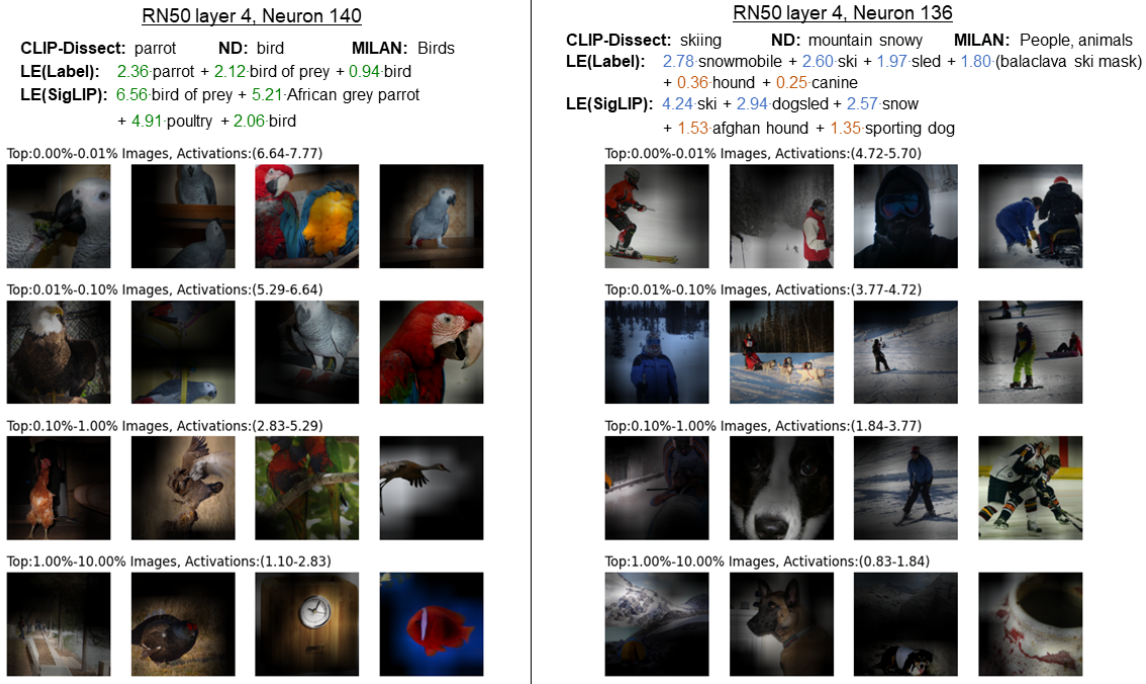 RN50 layer 4, Neuron 140
CLIP-Dissect: parrot ND: bird MILAN: Birds
LE(Label): 2.36·parrot + 2.12·bird of prey + 0.94·bird
LE(SigLIP): 6.56·bird of prey + 5.21·African grey parrot
+ 4.91·poultry + 2.06·bird
Top:0.00%-0.01% Images, Activations:(6.64-7.77)
Top:0.01%-0.10% Images, Activations:(5.29-6.64)
Top:0.10%-1.00% Images, Activations:(2.83-5.29)
Top:1.00%-10.00% Images, Activations:(1.10-2.83)
RN50 layer 4, Neuron 136
CLIP-Dissect: skiing ND: mountain snowy MILAN: People, animals
LE(Label): 2.78·snowmobile + 2.60·ski + 1.97·sled + 1.80·(balaclava ski mask)
+ 0.36·hound + 0.25·canine
LE(SigLIP): 4.24·ski + 2.94·dogsled + 2.57·snow
+ 1.53·afghan hound + 1.35·sporting dog
Top:0.00%-0.01% Images, Activations:(4.72-5.70)
Top:0.01%-0.10% Images, Activations:(3.77-4.72)
Top:0.10%-1.00% Images, Activations:(1.84-3.77)
Top:1.00%-10.00% Images, Activations:(0.83-1.84)